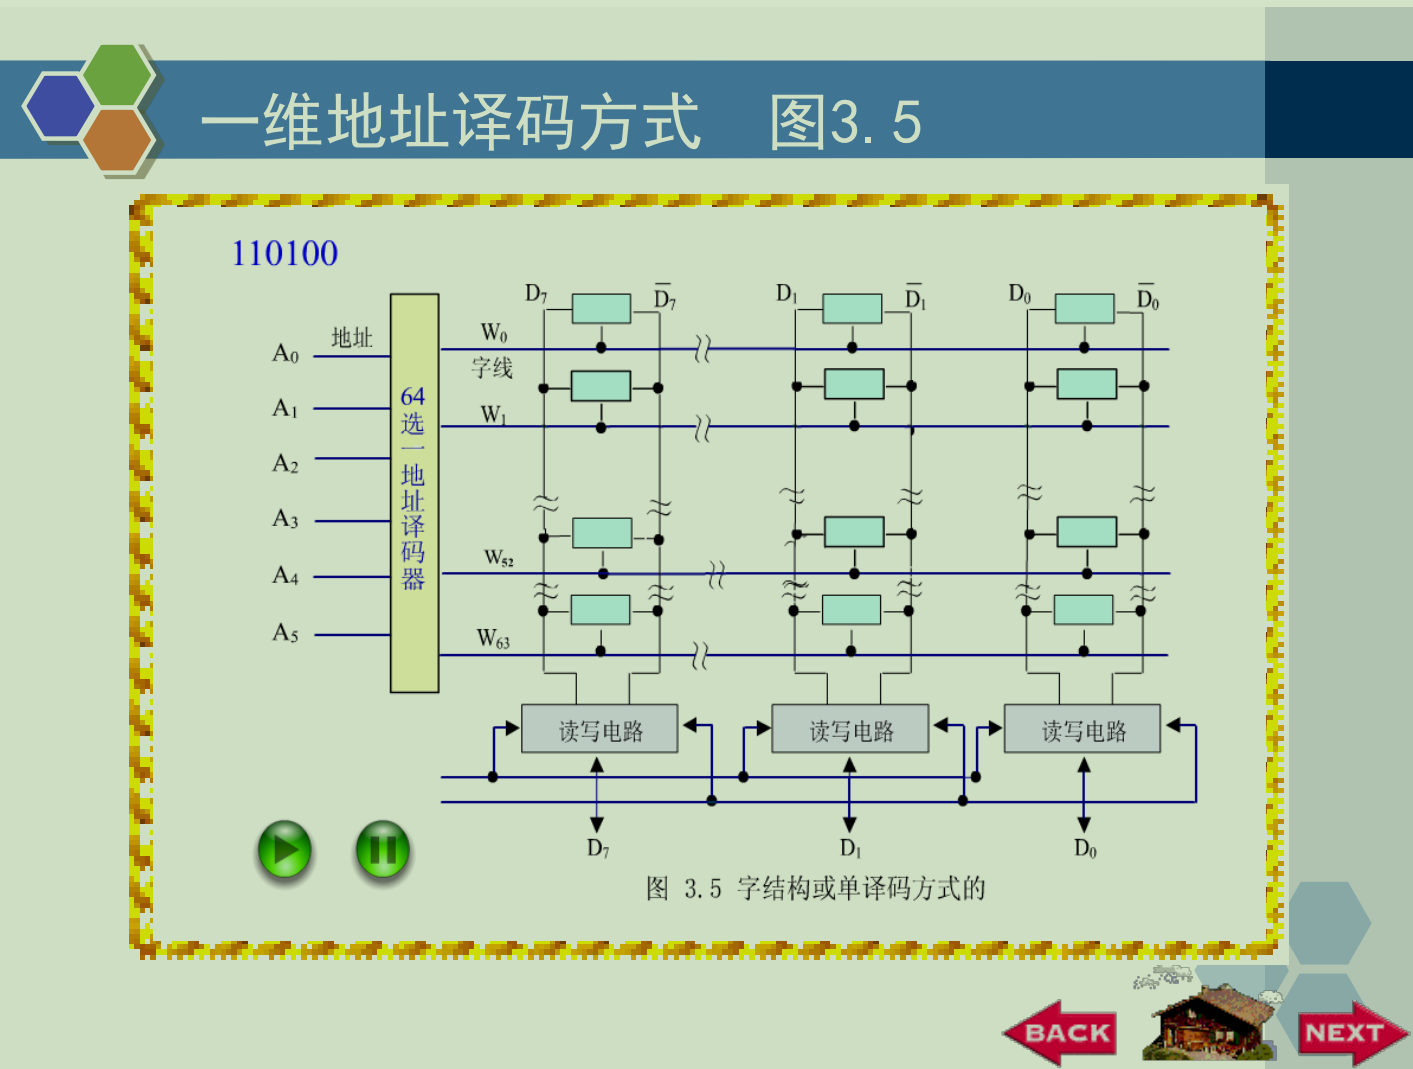 一维地址译码方式 图3.5
110100
D7 D̅7 D1 D̅1 D0 D̅0
地址
W0
A0
字线
64选一地址译码器
A1
W1
A2
A3
W52
A4
A5
W63
读写电路 读写电路 读写电路
D7 D1 D0
图 3.5 字结构或单译码方式的
BACK NEXT